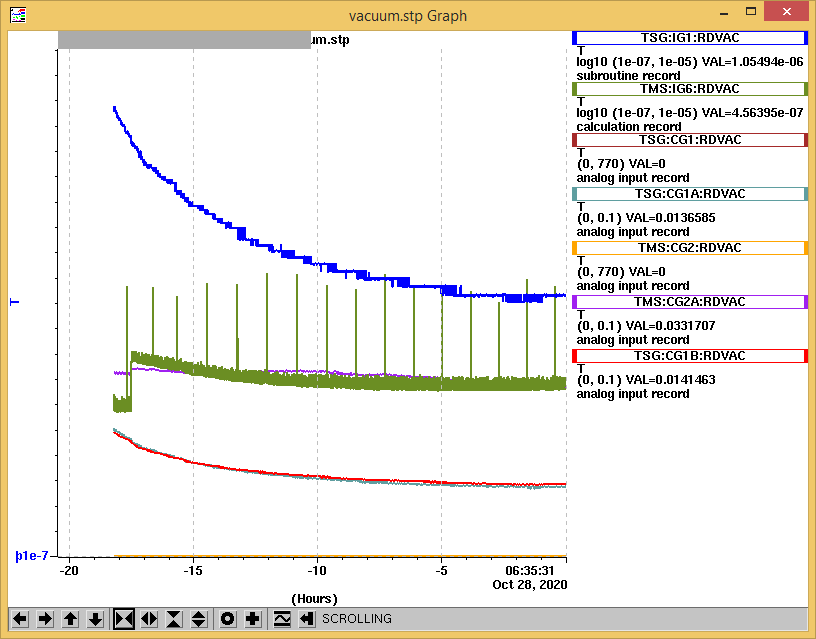 vacuum.stp Graph
um.stp
TSG:IG1:RDVAC
T
log10 (1e-07, 1e-05) VAL=1.05494e-06
subroutine record
TMS:IG6:RDVAC
T
log10 (1e-07, 1e-05) VAL=4.56395e-07
calculation record
TSG:CG1:RDVAC
T
(0, 770) VAL=0
analog input record
TSG:CG1A:RDVAC
T
(0, 0.1) VAL=0.0136585
analog input record
TMS:CG2:RDVAC
T
(0, 770) VAL=0
analog input record
TMS:CG2A:RDVAC
T
(0, 0.1) VAL=0.0331707
analog input record
TSG:CG1B:RDVAC
T
(0, 0.1) VAL=0.0141463
analog input record
T
1e-7
-20 -15 -10 -5 06:35:31
Oct 28, 2020
(Hours)
SCROLLING